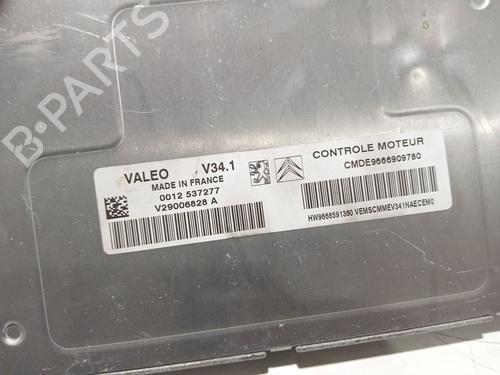 B-PARTS
VALEO V34.1
MADE IN FRANCE
0012 537277
V29006828 A
CONTROLE MOTEUR
CMDE9666909780
HW9666591380 VEMSCMMEV341NAECEM0